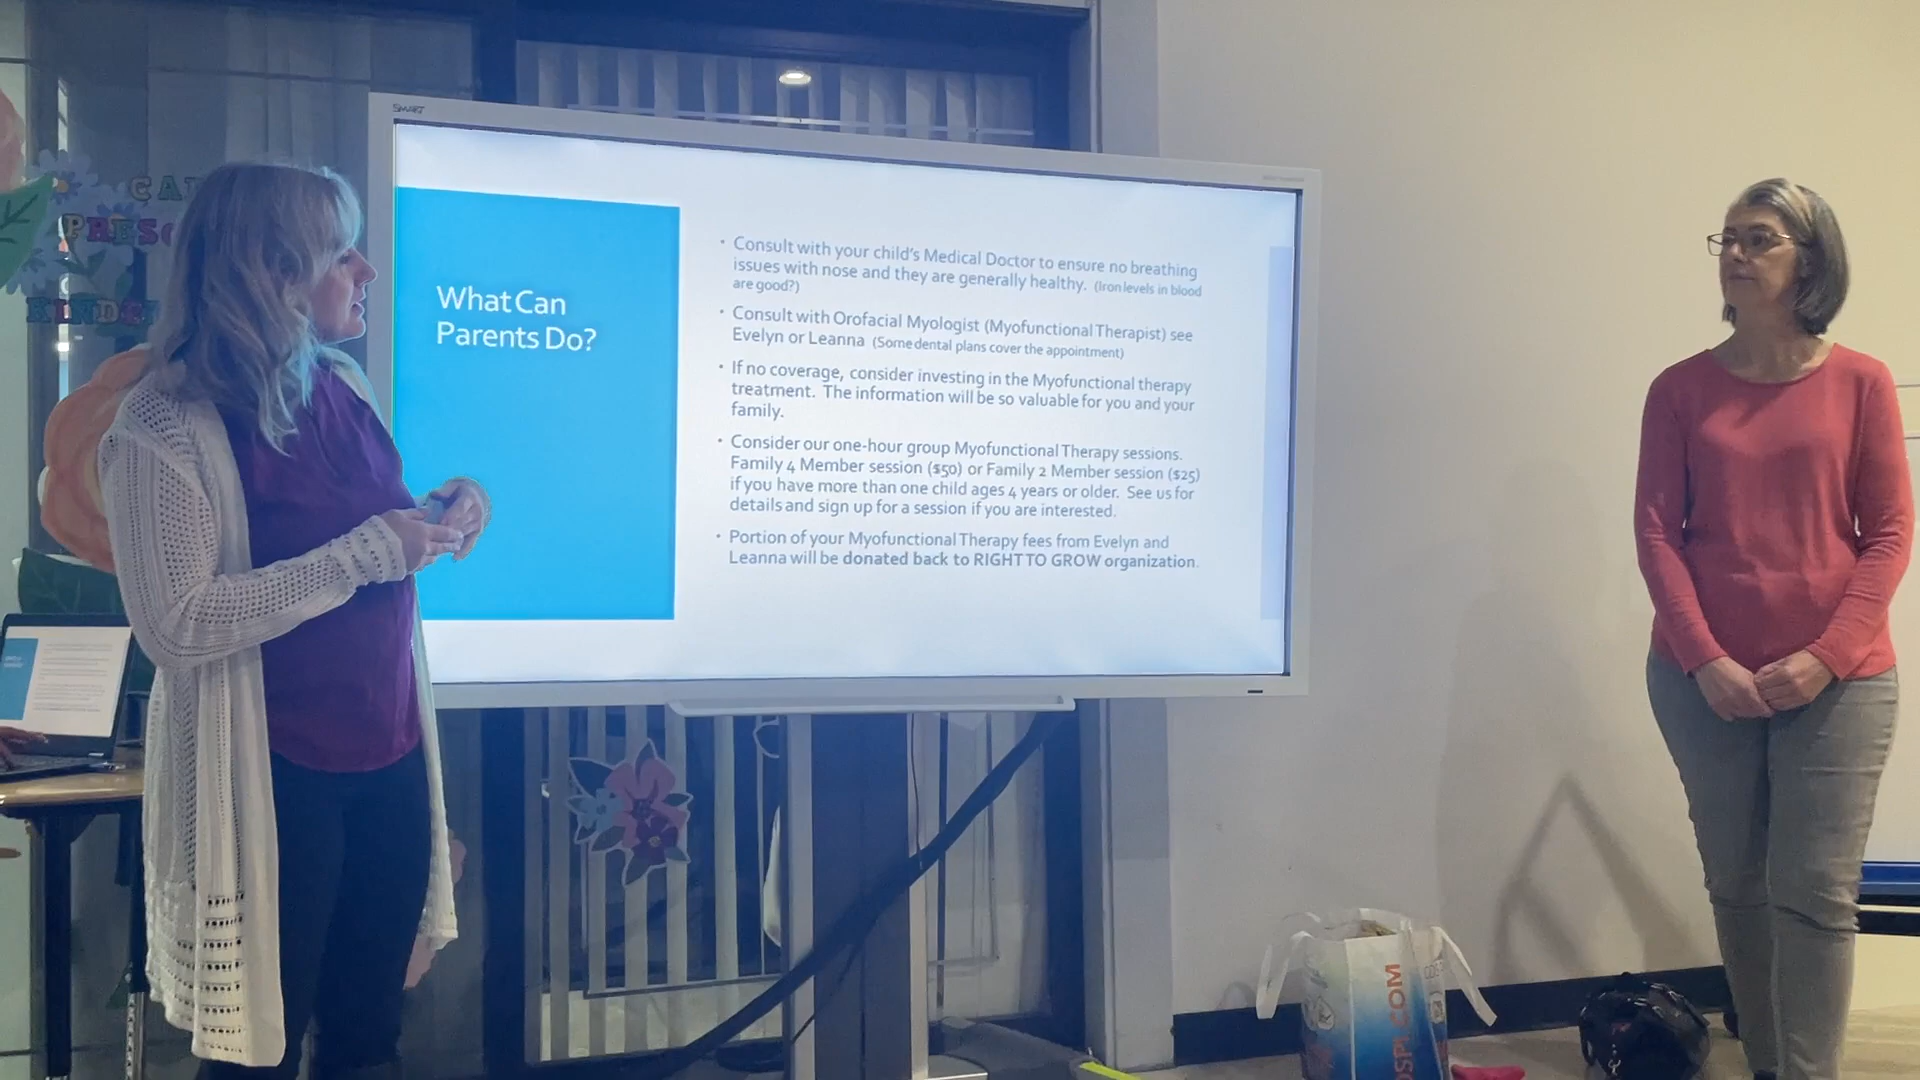 SMART
PRESC
KINDE
What Can
Parents Do?
• Consult with your child's Medical Doctor to ensure no breathing
issues with nose and they are generally healthy. (Iron levels in blood
are good?)
• Consult with Orofacial Myologist (Myofunctional Therapist) see
Evelyn or Leanna (Some dental plans cover the appointment)
• If no coverage, consider investing in the Myofunctional therapy
treatment. The information will be so valuable for you and your
family.
• Consider our one-hour group Myofunctional Therapy sessions.
Family 4 Member session ($50) or Family 2 Member session ($25)
if you have more than one child ages 4 years or older. See us for
details and sign up for a session if you are interested.
• Portion of your Myofunctional Therapy fees from Evelyn and
Leanna will be donated back to RIGHT TO GROW organization.
OSPI.COM